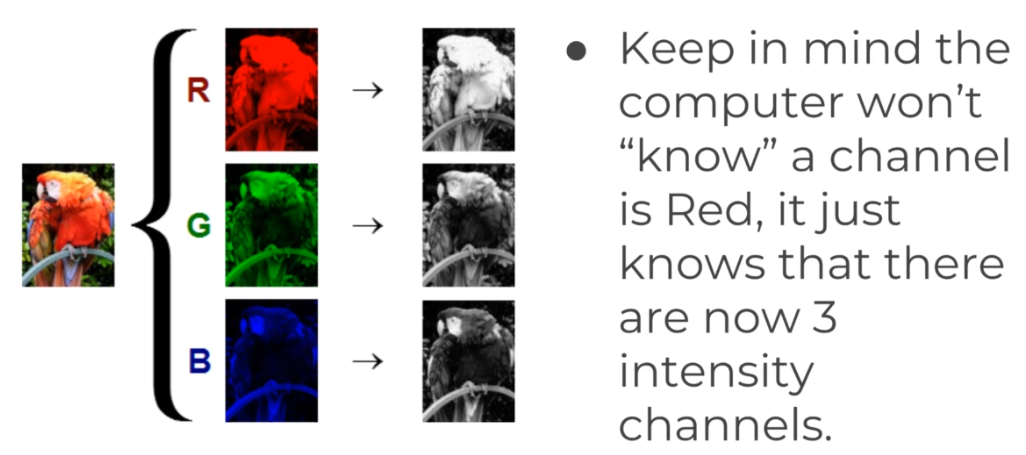 R →
G →
B →
● Keep in mind the
computer won’t
“know” a channel
is Red, it just
knows that there
are now 3
intensity
channels.